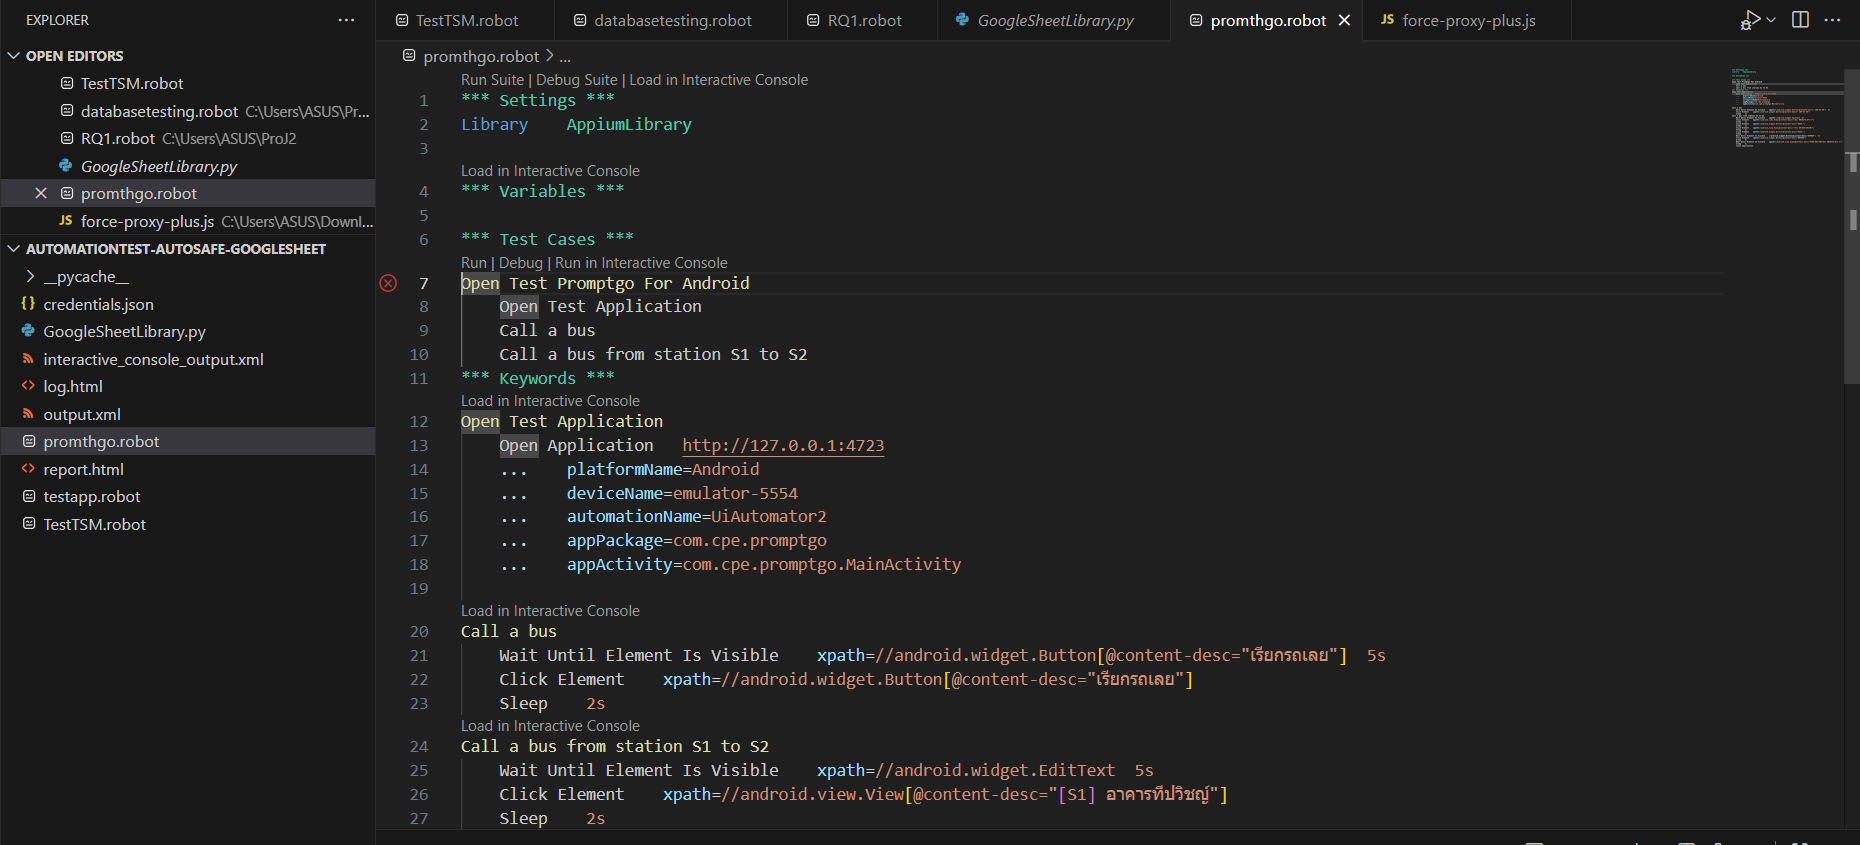 EXPLORER
OPEN EDITORS
TestTSM.robot
databasetesting.robot C:\Users\ASUS\Pr...
RQ1.robot C:\Users\ASUS\ProJ2
GoogleSheetLibrary.py
promthgo.robot
JS force-proxy-plus.js C:\Users\ASUS\Downl...
AUTOMATIONTEST-AUTOSAFE-GOOGLESHEET
__pycache__
{} credentials.json
GoogleSheetLibrary.py
interactive_console_output.xml
<> log.html
output.xml
promthgo.robot
<> report.html
testapp.robot
TestTSM.robot
TestTSM.robot databasetesting.robot RQ1.robot GoogleSheetLibrary.py promthgo.robot JS force-proxy-plus.js
promthgo.robot > ...
Run Suite | Debug Suite | Load in Interactive Console
1 *** Settings ***
2 Library    AppiumLibrary
3
Load in Interactive Console
4 *** Variables ***
5
6 *** Test Cases ***
Run | Debug | Run in Interactive Console
7 Open Test Promptgo For Android
8     Open Test Application
9     Call a bus
10     Call a bus from station S1 to S2
11 *** Keywords ***
Load in Interactive Console
12 Open Test Application
13     Open Application   http://127.0.0.1:4723
14     ...    platformName=Android
15     ...    deviceName=emulator-5554
16     ...    automationName=UiAutomator2
17     ...    appPackage=com.cpe.promptgo
18     ...    appActivity=com.cpe.promptgo.MainActivity
19
Load in Interactive Console
20 Call a bus
21     Wait Until Element Is Visible    xpath=//android.widget.Button[@content-desc="เรียกรถเลย"]  5s
22     Click Element    xpath=//android.widget.Button[@content-desc="เรียกรถเลย"]
23     Sleep    2s
Load in Interactive Console
24 Call a bus from station S1 to S2
25     Wait Until Element Is Visible    xpath=//android.widget.EditText  5s
26     Click Element    xpath=//android.view.View[@content-desc="[S1] อาคารทีปวิชญ์"]
27     Sleep    2s